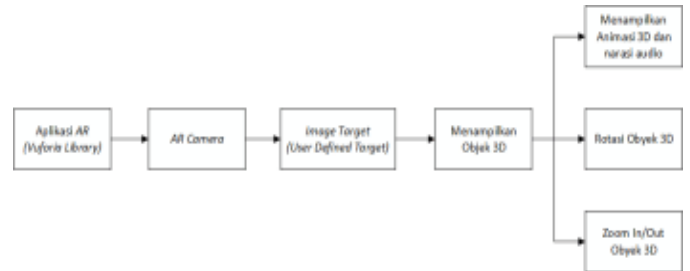 Menampilkan
Animasi 3D dan
narasi audio
Aplikasi AR
(Vuforia Library)
AR Camera
Image Target
(User Defined Target)
Menampilkan
Objek 3D
Rotasi Obyek 3D
Zoom In/Out
Obyek 3D